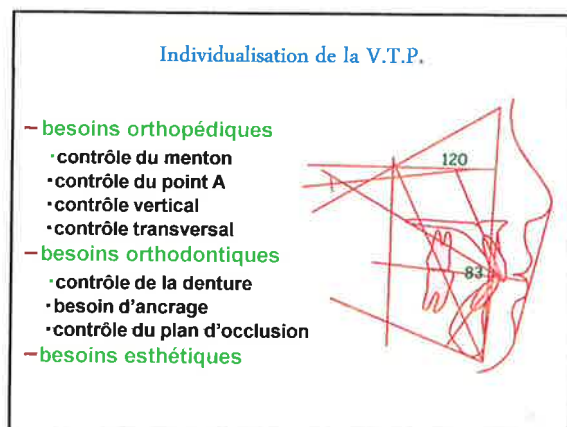 Individualisation de la V.T.P.
– besoins orthopédiques
·contrôle du menton
·contrôle du point A
·contrôle vertical
·contrôle transversal
– besoins orthodontiques
·contrôle de la denture
·besoin d'ancrage
·contrôle du plan d'occlusion
– besoins esthétiques
120
83